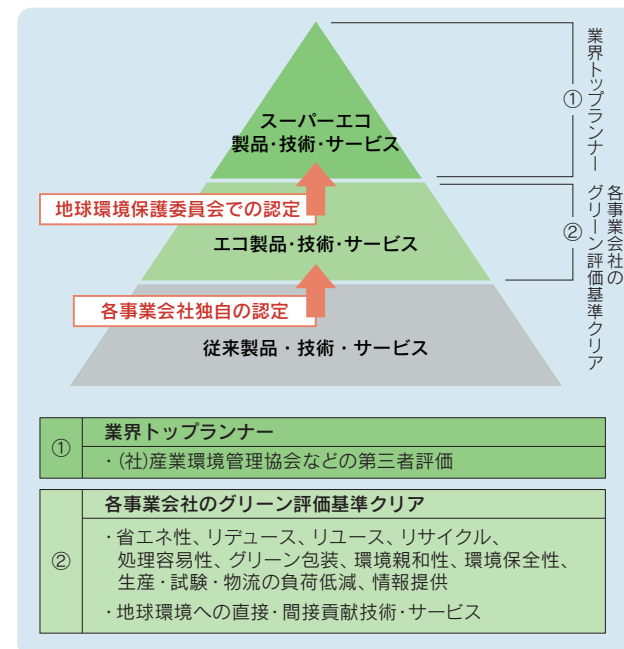 スーパーエコ
製品・技術・サービス
地球環境保護委員会での認定
エコ製品・技術・サービス
各事業会社独自の認定
従来製品・技術・サービス
①
業界トップランナー
②
各事業会社の
グリーン評価基準クリア
①
業界トップランナー
・(社)産業環境管理協会などの第三者評価
②
各事業会社のグリーン評価基準クリア
・省エネ性、リデュース、リユース、リサイクル、
処理容易性、グリーン包装、環境親和性、環境保全性、
生産・試験・物流の負荷低減、情報提供
・地球環境への直接・間接貢献技術・サービス